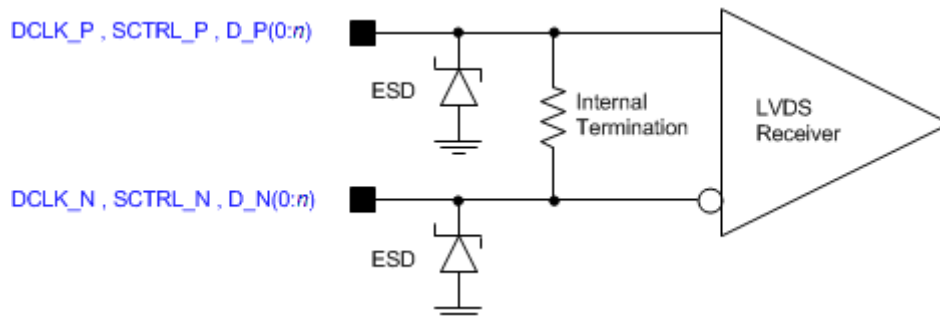 DCLK_P , SCTRL_P , D_P(0:n)
ESD
Internal
Termination
LVDS
Receiver
DCLK_N , SCTRL_N , D_N(0:n)
ESD